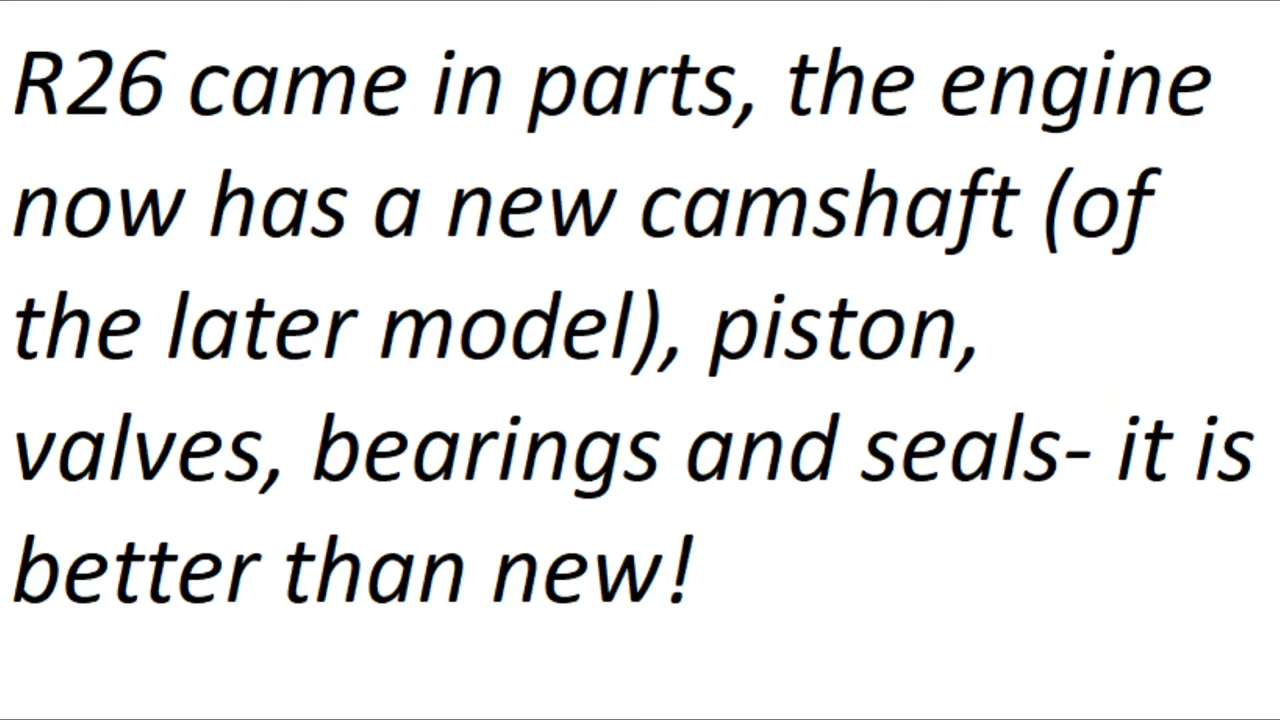 R26 came in parts, the engine
now has a new camshaft (of
the later model), piston,
valves, bearings and seals- it is
better than new!